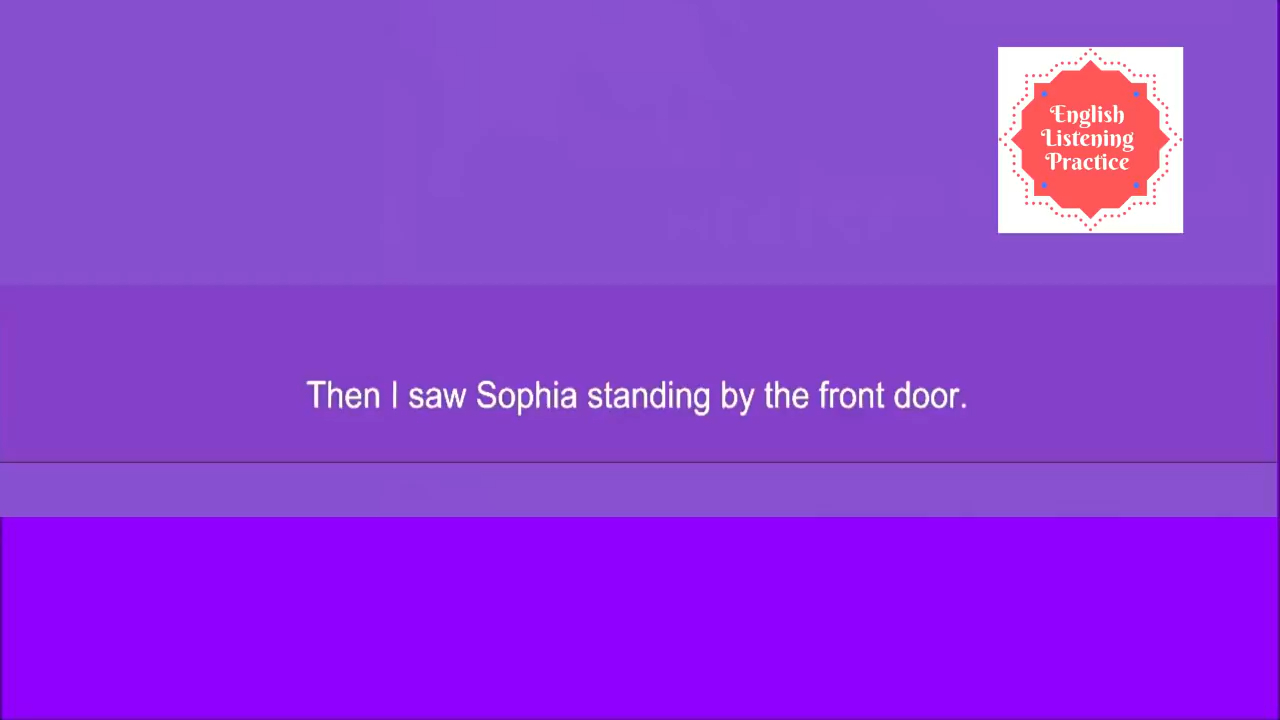 English
Listening
Practice
Then I saw Sophia standing by the front door.